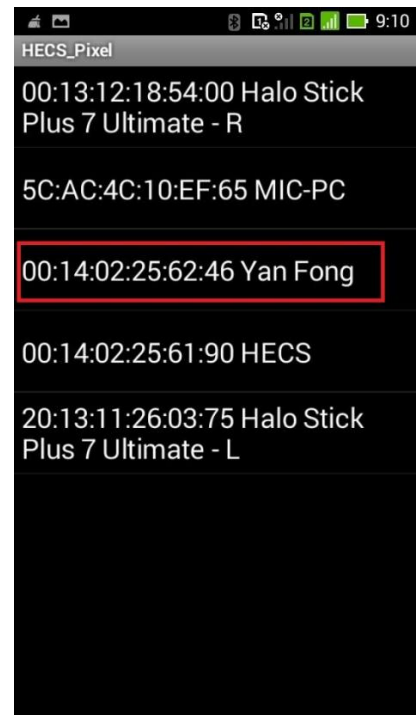 9:10
HECS_Pixel
00:13:12:18:54:00 Halo Stick
Plus 7 Ultimate - R
5C:AC:4C:10:EF:65 MIC-PC
00:14:02:25:62:46 Yan Fong
00:14:02:25:61:90 HECS
20:13:11:26:03:75 Halo Stick
Plus 7 Ultimate - L